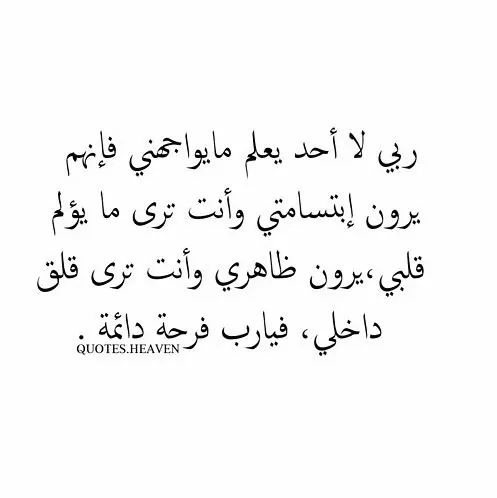 ربي لا أحد يعلم مايواجهني فإنهم
يرون إبتسامتي وأنت ترى ما يؤلم
قلبي،يرون ظاهري وأنت ترى قلق
داخلي، فيارب فرحة دائمة .
QUOTES.HEAVEN